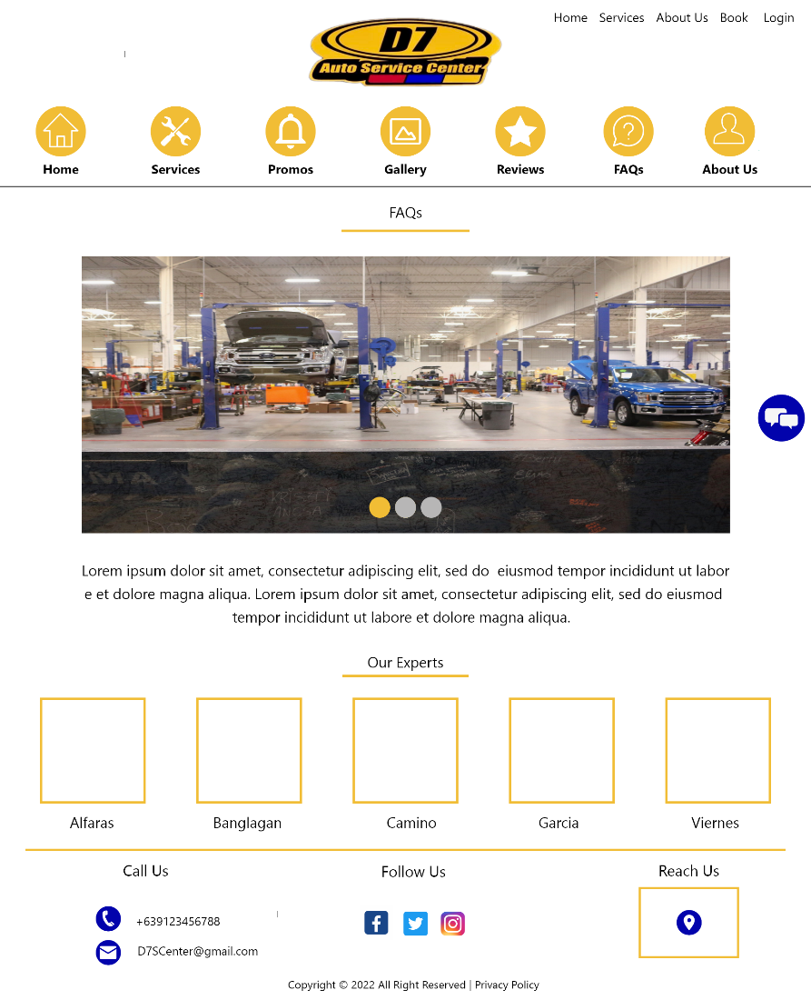 Home Services About Us Book Login
D7
Auto Service Center
Home Services Promos Gallery Reviews FAQs About Us
FAQs
Lorem ipsum dolor sit amet, consectetur adipiscing elit, sed do eiusmod tempor incididunt ut labor
e et dolore magna aliqua. Lorem ipsum dolor sit amet, consectetur adipiscing elit, sed do eiusmod
tempor incididunt ut labore et dolore magna aliqua.
Our Experts
Alfaras Banglagan Camino Garcia Viernes
Call Us Follow Us Reach Us
+639123456788
D7SCenter@gmail.com
Copyright © 2022 All Right Reserved | Privacy Policy